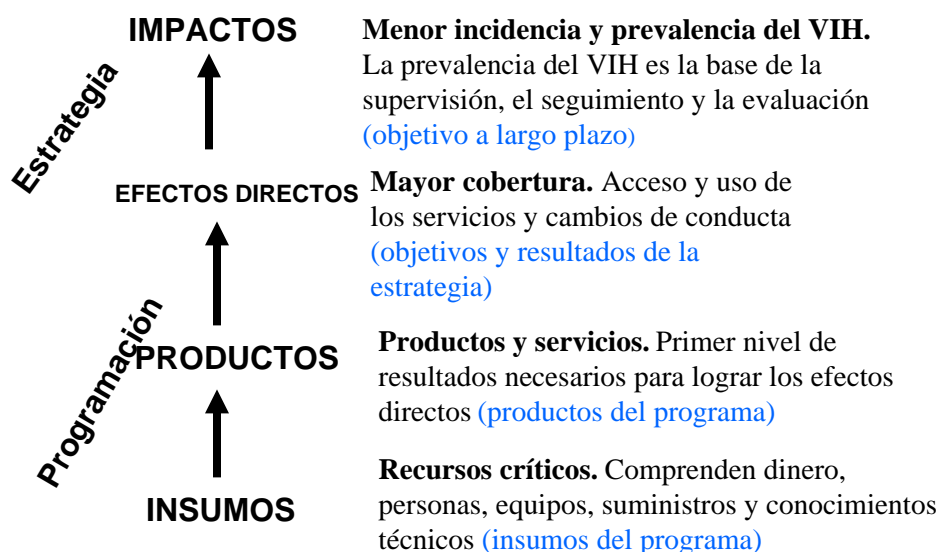 IMPACTOS
Menor incidencia y prevalencia del VIH.
La prevalencia del VIH es la base de la
supervisión, el seguimiento y la evaluación
(objetivo a largo plazo)
Estrategia
EFECTOS DIRECTOS
Mayor cobertura. Acceso y uso de
los servicios y cambios de conducta
(objetivos y resultados de la
estrategia)
Programación
PRODUCTOS
Productos y servicios. Primer nivel de
resultados necesarios para lograr los efectos
directos (productos del programa)
INSUMOS
Recursos críticos. Comprenden dinero,
personas, equipos, suministros y conocimientos
técnicos (insumos del programa)